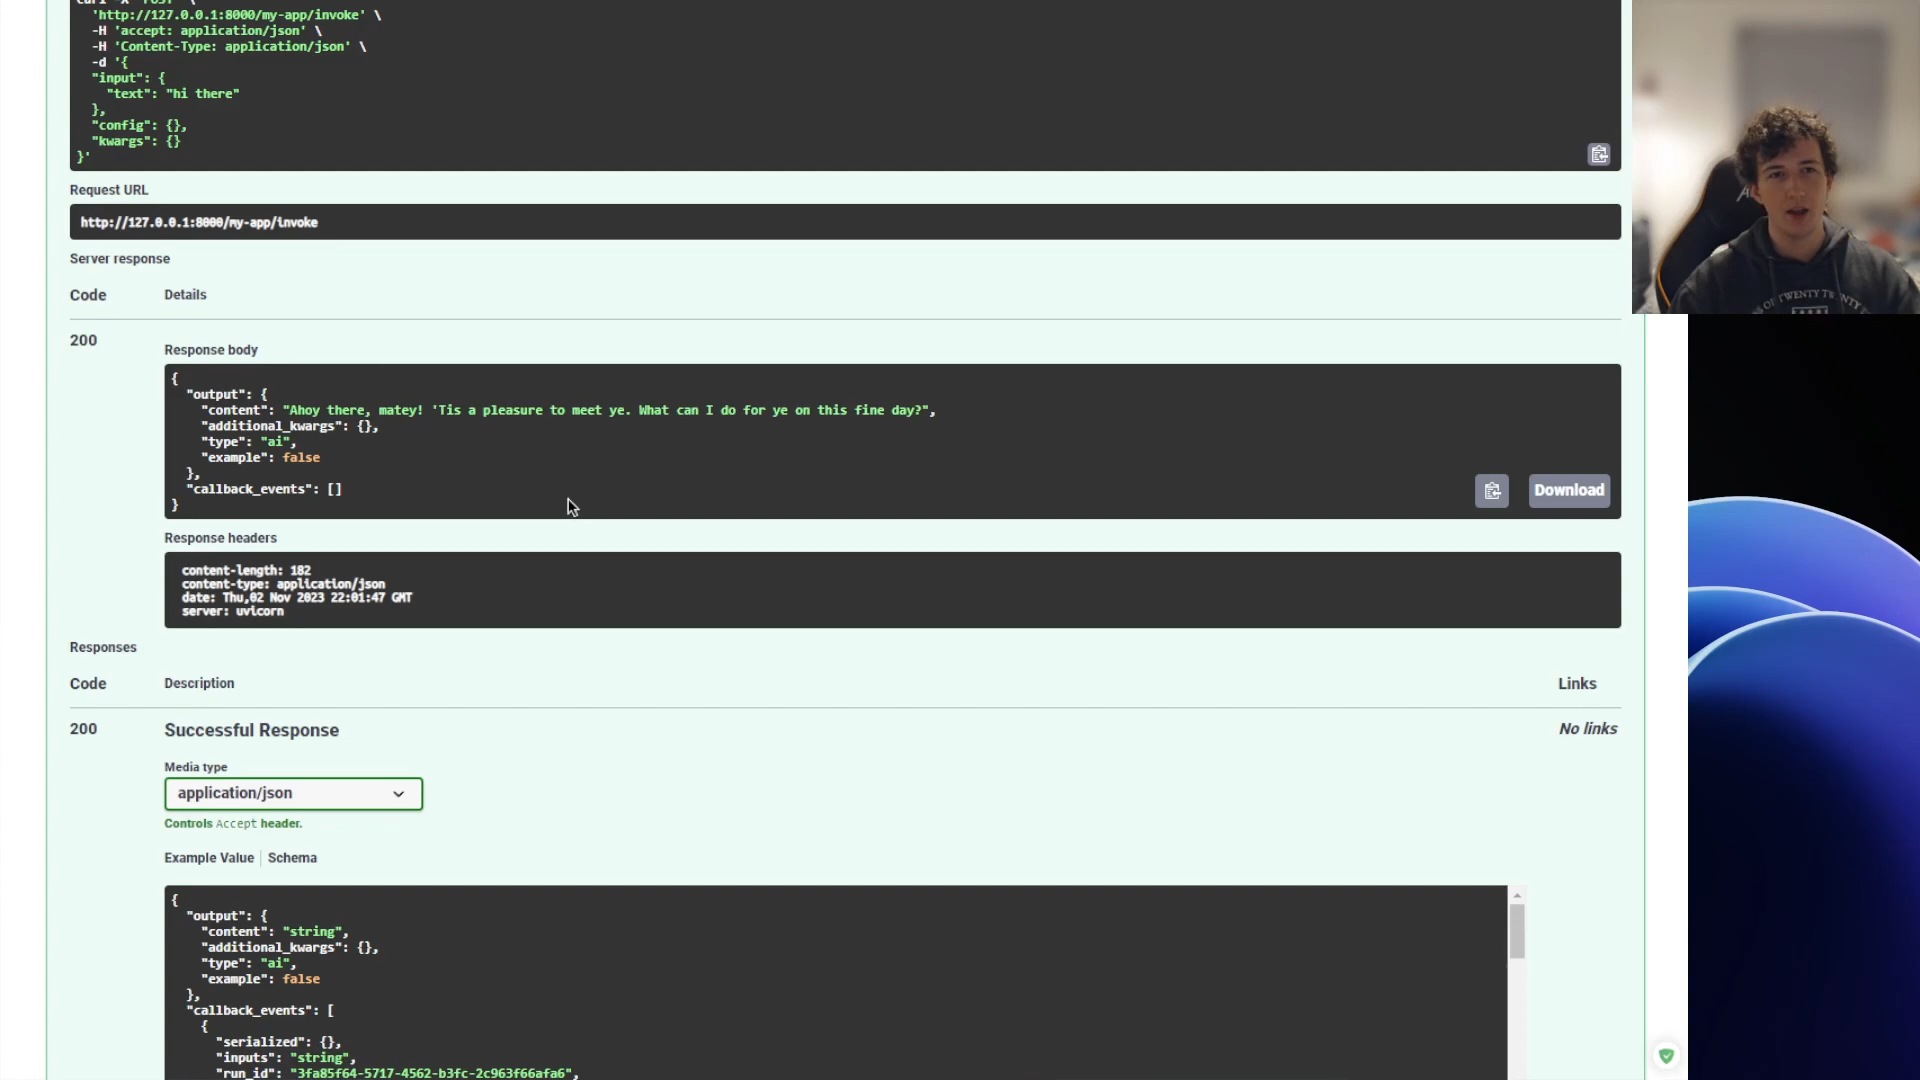 curl -X 'POST' \
'http://127.0.0.1:8000/my-app/invoke' \
-H 'accept: application/json' \
-H 'Content-Type: application/json' \
-d '{
"input": {
"text": "hi there"
},
"config": {},
"kwargs": {}
}'
Request URL
http://127.0.0.1:8000/my-app/invoke
Server response
Code Details
200
Response body
{
"output": {
"content": "Ahoy there, matey! 'Tis a pleasure to meet ye. What can I do for ye on this fine day?",
"additional_kwargs": {},
"type": "ai",
"example": false
},
"callback_events": []
}
Download
Response headers
content-length: 182
content-type: application/json
date: Thu,02 Nov 2023 22:01:47 GMT
server: uvicorn
Responses
Code Description Links
200 Successful Response No links
Media type
application/json
Controls Accept header.
Example Value Schema
{
"output": {
"content": "string",
"additional_kwargs": {},
"type": "ai",
"example": false
},
"callback_events": [
{
"serialized": {},
"inputs": "string",
"run_id": "3fa85f64-5717-4562-b3fc-2c963f66afa6",